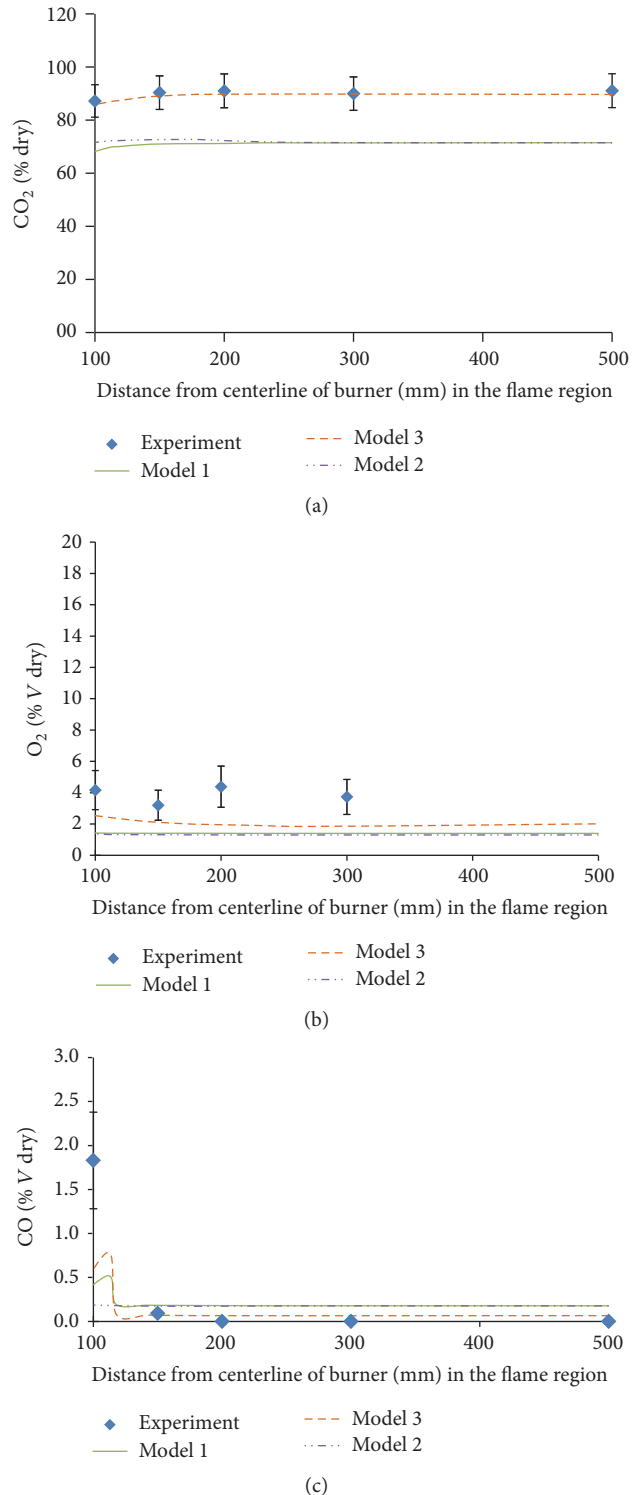 120
100
80
60
40
20
00
CO₂ (% dry)
100 200 300 400 500
Distance from centerline of burner (mm) in the flame region
Experiment Model 3
Model 1 Model 2
(a)
20
18
16
14
12
10
8
6
4
2
0
O₂ (% V dry)
100 200 300 400 500
Distance from centerline of burner (mm) in the flame region
Experiment Model 3
Model 1 Model 2
(b)
3.0
2.5
2.0
1.5
1.0
0.5
0.0
CO (% V dry)
100 200 300 400 500
Distance from centerline of burner (mm) in the flame region
Experiment Model 3
Model 1 Model 2
(c)